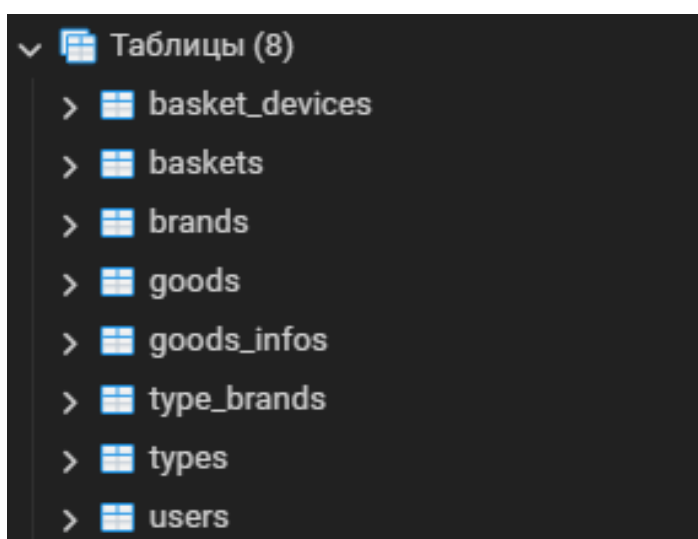 Таблицы (8)
basket_devices
baskets
brands
goods
goods_infos
type_brands
types
users